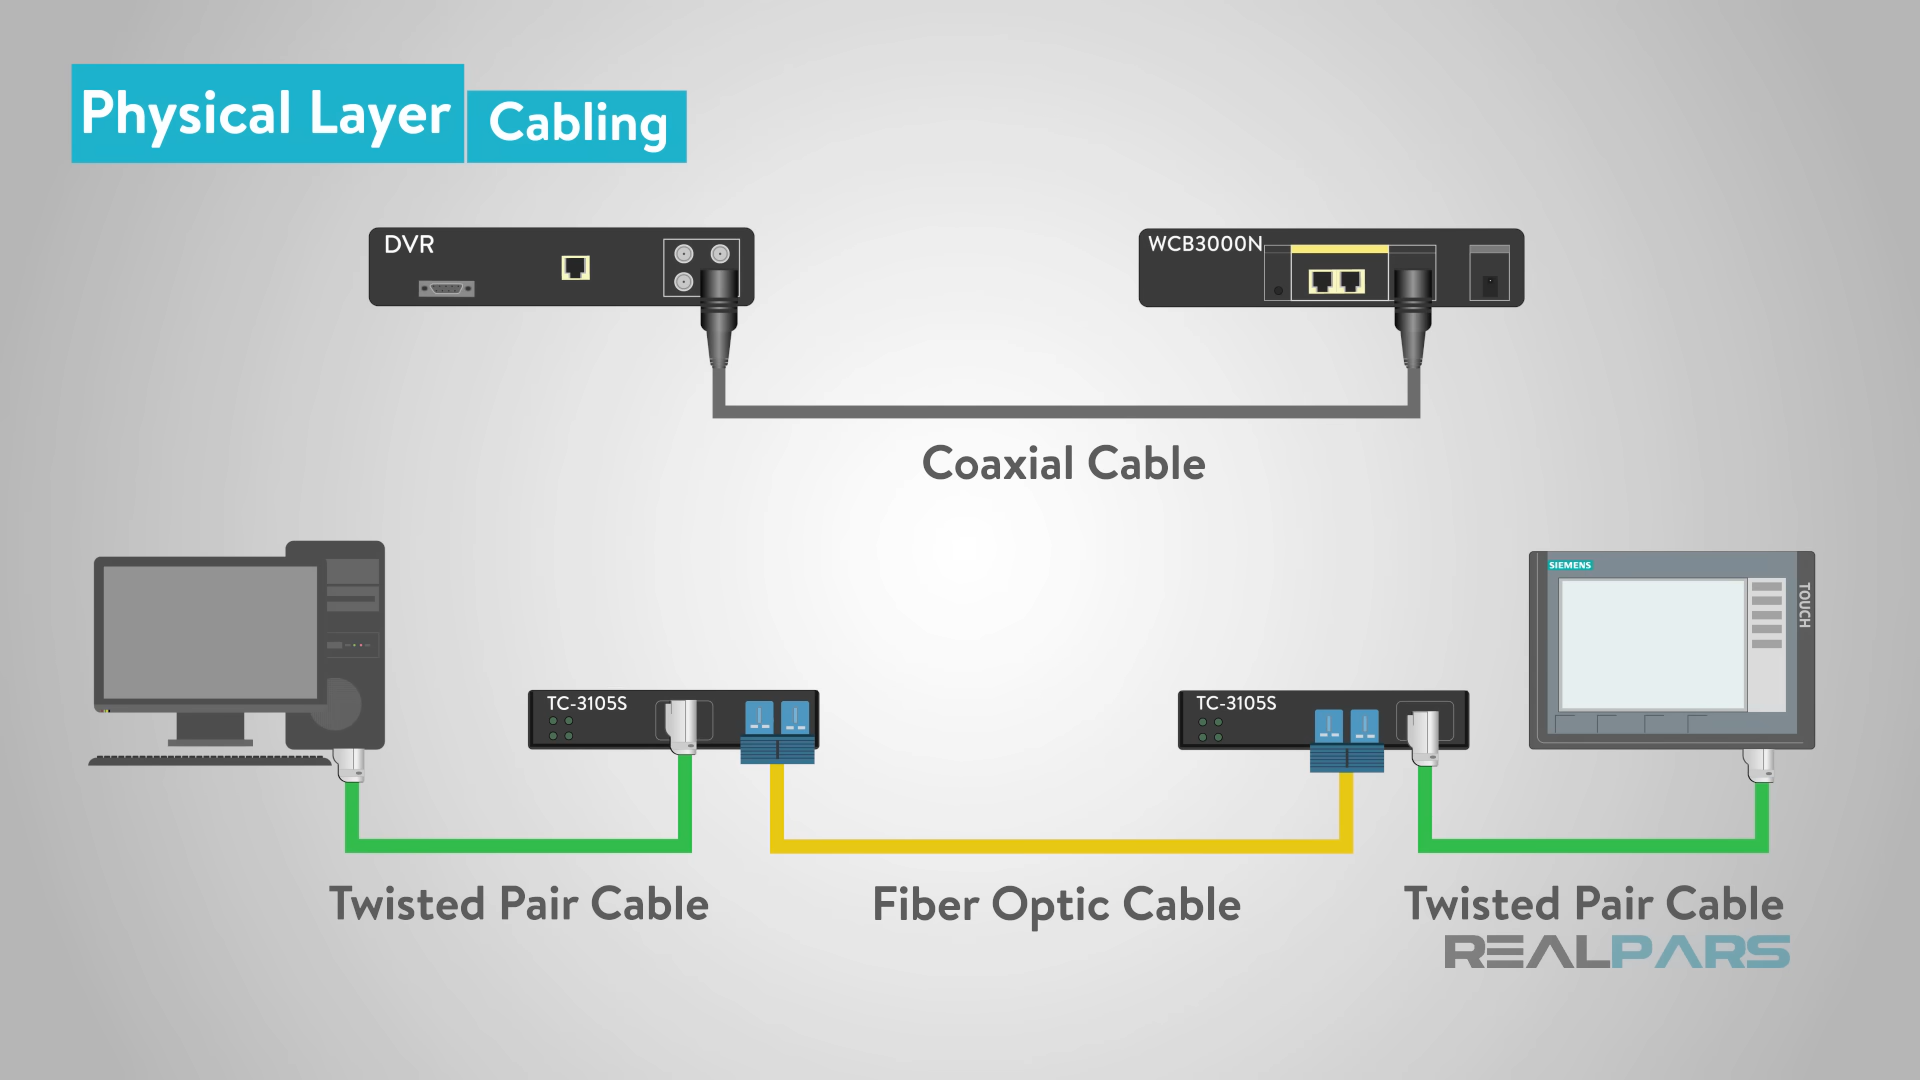 Physical Layer
Cabling
DVR
WCB3000N
Coaxial Cable
SIEMENS
TOUCH
TC-3105S
TC-3105S
Twisted Pair Cable
Fiber Optic Cable
Twisted Pair Cable
REALPARS